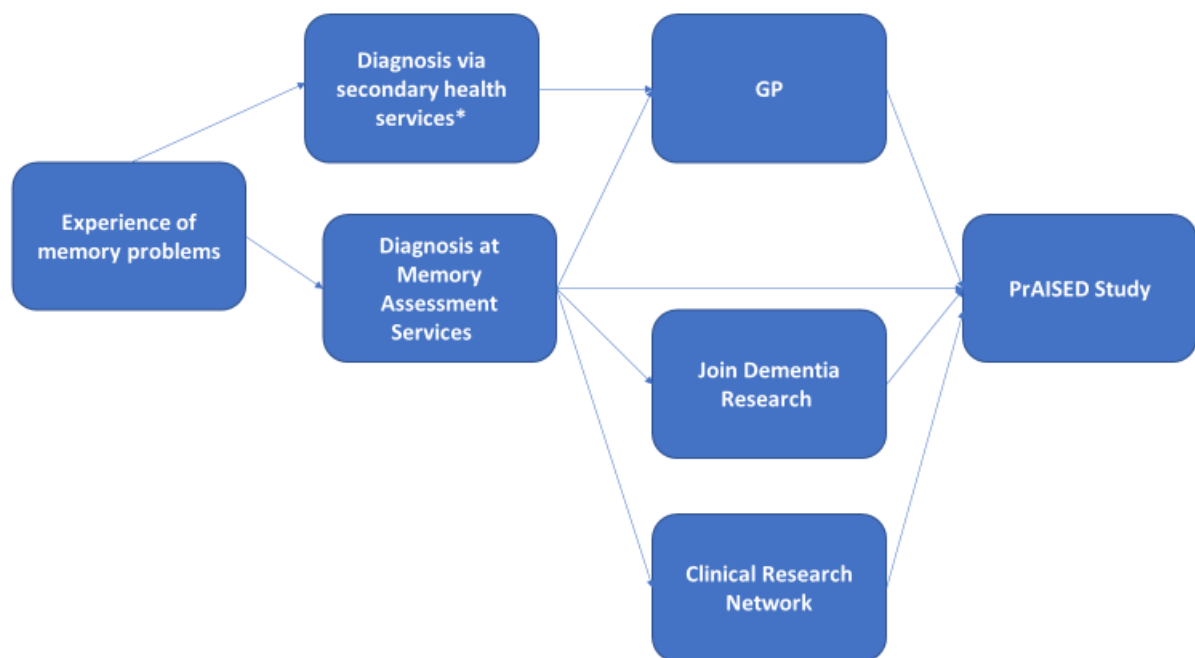 Diagnosis via
secondary health
services*
GP
Experience of
memory problems
Diagnosis at
Memory
Assessment
Services
PrAISED Study
Join Dementia
Research
Clinical Research
Network